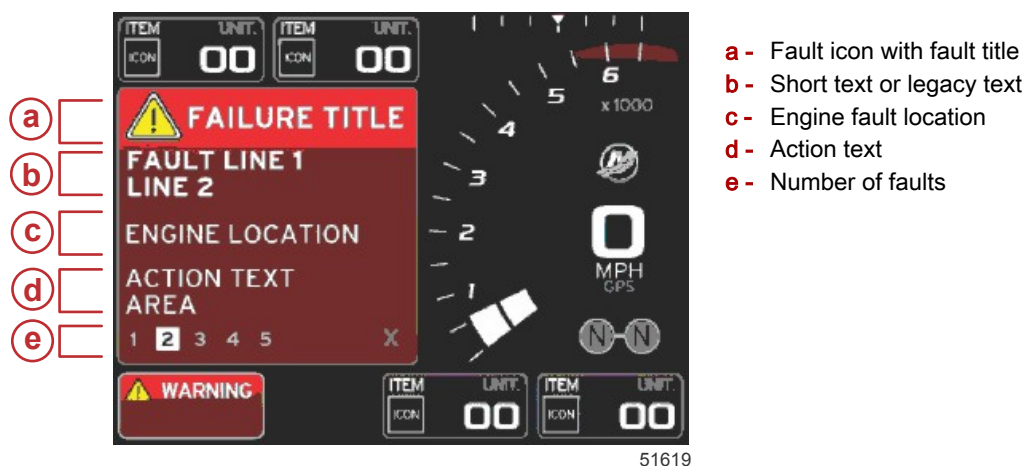 ITEM UNIT.
ICON 00
ITEM UNIT.
ICON 00
FAILURE TITLE
FAULT LINE 1
LINE 2
ENGINE LOCATION
ACTION TEXT
AREA
1 2 3 4 5 X
WARNING
6
5
4
3
2
1
x1000
0
MPH
GPS
N-N
ITEM UNIT.
ICON 00
ITEM UNIT.
ICON 00
a
b
c
d
e
a - Fault icon with fault title
b - Short text or legacy text
c - Engine fault location
d - Action text
e - Number of faults
51619